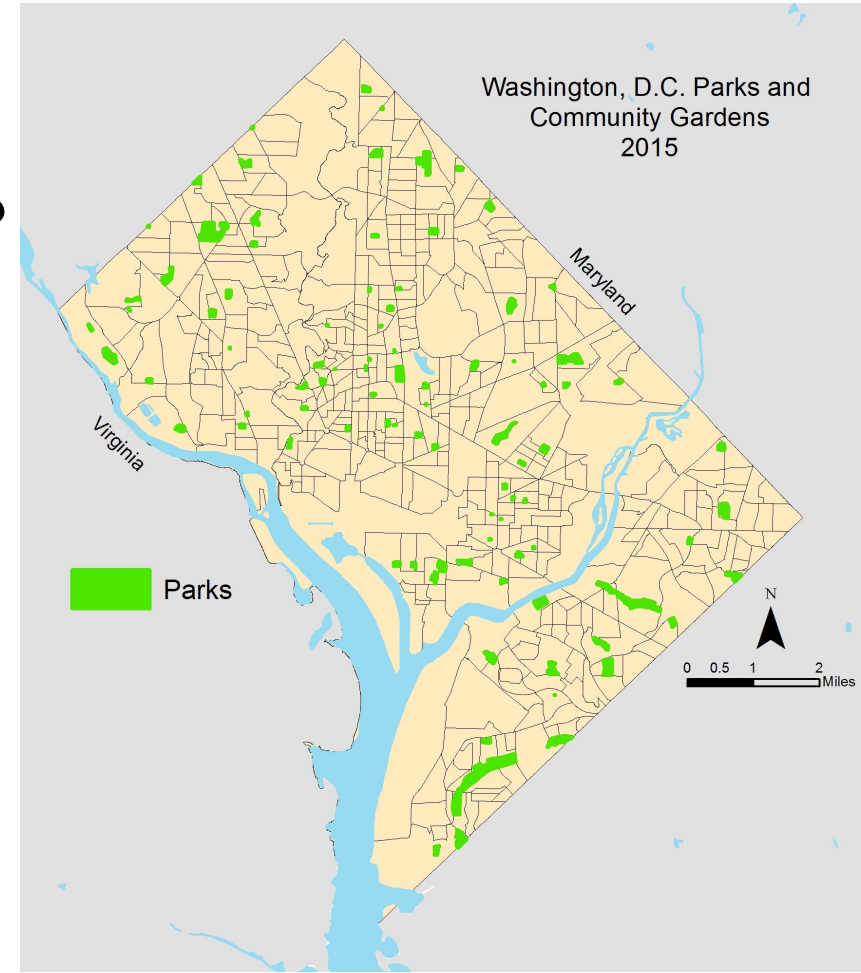 Washington, D.C. Parks and
Community Gardens
2015
Maryland
Virginia
Parks
N
0 0.5 1 2
Miles